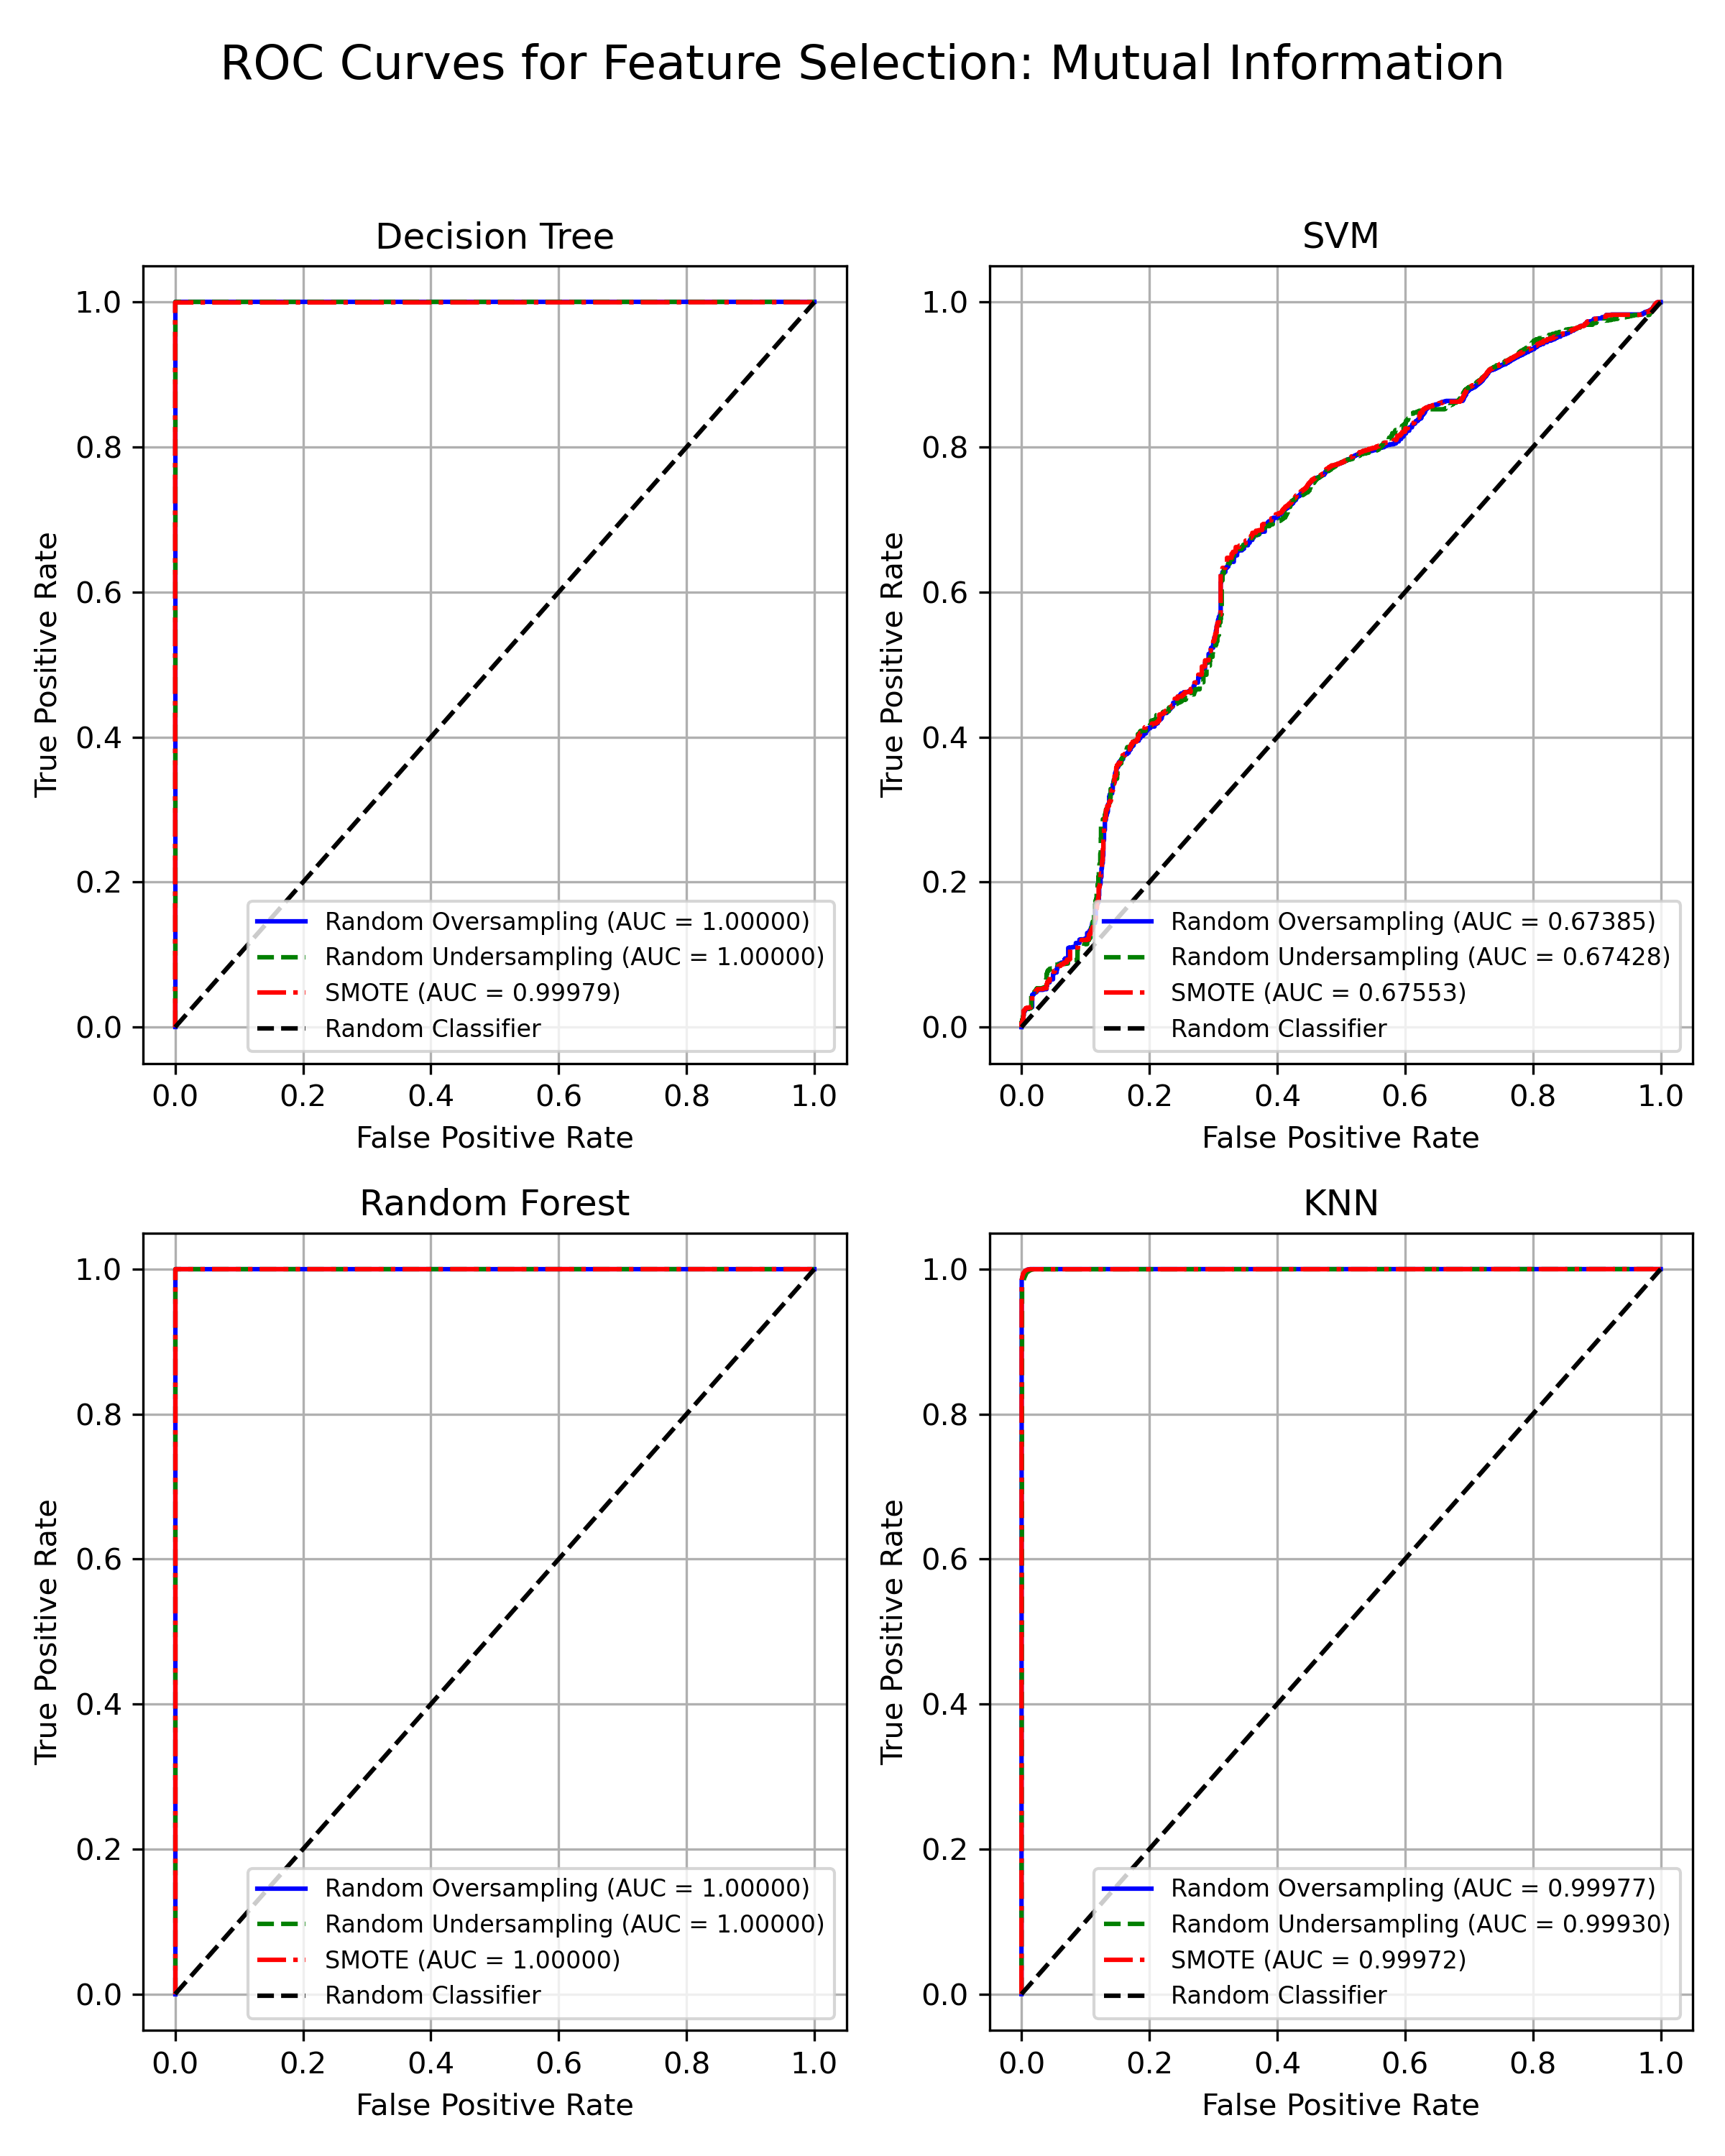 ROC Curves for Feature Selection: Mutual Information
Decision Tree
True Positive Rate
1.0
0.8
0.6
0.4
0.2
0.0
Random Oversampling (AUC = 1.00000)
Random Undersampling (AUC = 1.00000)
SMOTE (AUC = 0.99979)
Random Classifier
0.0 0.2 0.4 0.6 0.8 1.0
False Positive Rate
SVM
True Positive Rate
1.0
0.8
0.6
0.4
0.2
0.0
Random Oversampling (AUC = 0.67385)
Random Undersampling (AUC = 0.67428)
SMOTE (AUC = 0.67553)
Random Classifier
0.0 0.2 0.4 0.6 0.8 1.0
False Positive Rate
Random Forest
True Positive Rate
1.0
0.8
0.6
0.4
0.2
0.0
Random Oversampling (AUC = 1.00000)
Random Undersampling (AUC = 1.00000)
SMOTE (AUC = 1.00000)
Random Classifier
0.0 0.2 0.4 0.6 0.8 1.0
False Positive Rate
KNN
True Positive Rate
1.0
0.8
0.6
0.4
0.2
0.0
Random Oversampling (AUC = 0.99977)
Random Undersampling (AUC = 0.99930)
SMOTE (AUC = 0.99972)
Random Classifier
0.0 0.2 0.4 0.6 0.8 1.0
False Positive Rate